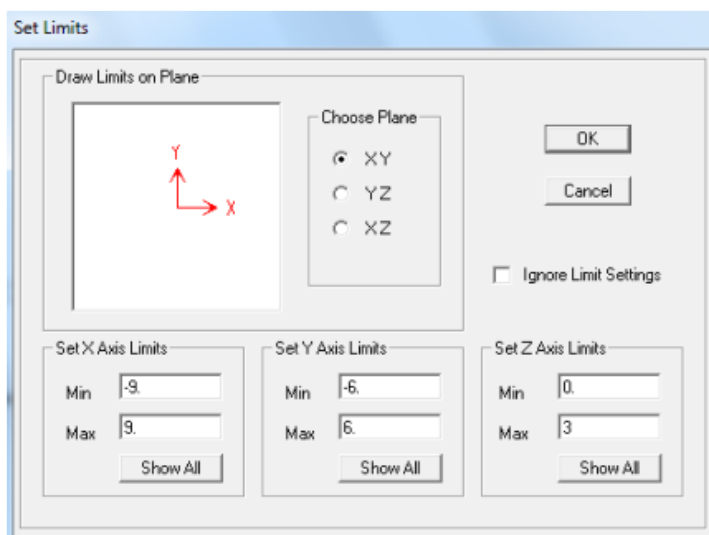 Set Limits
Draw Limits on Plane
Y
X
Choose Plane
XY
YZ
XZ
OK
Cancel
Ignore Limit Settings
Set X Axis Limits
Min -9.
Max 9.
Show All
Set Y Axis Limits
Min -6.
Max 6.
Show All
Set Z Axis Limits
Min 0.
Max 3
Show All